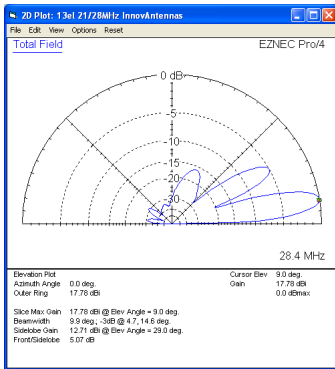 2D Plot: 13el 21/28MHz InnovAntennas
File Edit View Options Reset
Total Field EZNEC Pro/4
0 dB
-5
-10
-15
-20
-30
28.4 MHz
Elevation Plot Cursor Elev 9.0 deg.
Azimuth Angle 0.0 deg. Gain 17.78 dBi
Outer Ring 17.78 dBi 0.0 dBmax
Slice Max Gain 17.78 dBi @ Elev Angle = 9.0 deg.
Beamwidth 9.9 deg.; -3dB @ 4.7, 14.6 deg.
Sidelobe Gain 12.71 dBi @ Elev Angle = 29.0 deg.
Front/Sidelobe 5.07 dB